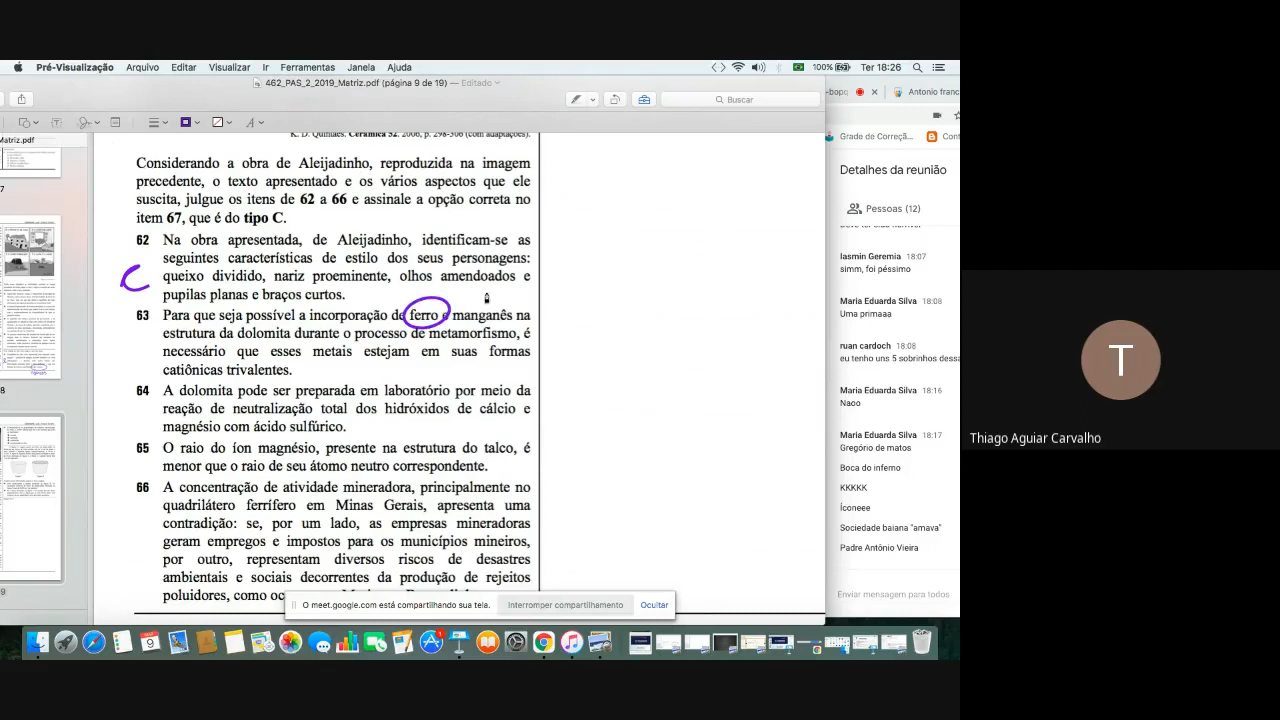 Pré-Visualização Arquivo Editar Visualizar Ir Ferramentas Janela Ajuda 100% Ter 18:26
462_PAS_2_2019_Matriz.pdf (página 9 de 19) — Editado
Buscar
Matriz.pdf
K. D. Quintães. Cerâmica 52. 2006, p. 298-306 (com adaptações).
Considerando a obra de Aleijadinho, reproduzida na imagem
precedente, o texto apresentado e os vários aspectos que ele
suscita, julgue os itens de 62 a 66 e assinale a opção correta no
item 67, que é do tipo C.
62 Na obra apresentada, de Aleijadinho, identificam-se as
seguintes características de estilo dos seus personagens:
queixo dividido, nariz proeminente, olhos amendoados e
pupilas planas e braços curtos.
C
63 Para que seja possível a incorporação de ferro e manganês na
estrutura da dolomita durante o processo de metamorfismo, é
necessário que esses metais estejam em suas formas
catiônicas trivalentes.
64 A dolomita pode ser preparada em laboratório por meio da
reação de neutralização total dos hidróxidos de cálcio e
magnésio com ácido sulfúrico.
65 O raio do íon magnésio, presente na estrutura do talco, é
menor que o raio de seu átomo neutro correspondente.
66 A concentração de atividade mineradora, principalmente no
quadrilátero ferrífero em Minas Gerais, apresenta uma
contradição: se, por um lado, as empresas mineradoras
geram empregos e impostos para os municípios mineiros,
por outro, representam diversos riscos de desastres
ambientais e sociais decorrentes da produção de rejeitos
poluidores, como
O meet.google.com está compartilhando sua tela. Interromper compartilhamento Ocultar
-bopq
Antonio franc
Grade de Correçã...
Cont
Detalhes da reunião
Pessoas (12)
Iasmin Geremia 18:07
simm, foi péssimo
Maria Eduarda Silva 18:08
Uma primaaa
ruan cardoch 18:08
eu tenho uns 5 sobrinhos dessa
Maria Eduarda Silva 18:16
Naoo
Maria Eduarda Silva 18:17
Gregório de matos
Boca do inferno
KKKKK
Íconeee
Sociedade baiana "amava"
Padre Antônio Vieira
Enviar mensagem para todos
T
Thiago Aguiar Carvalho